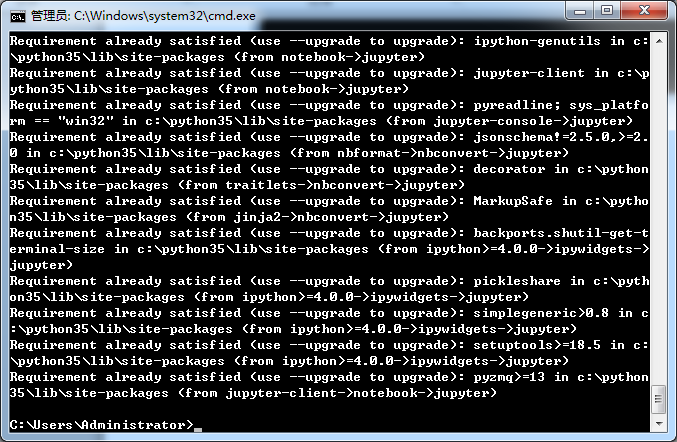 管理员: C:\Windows\system32\cmd.exe
Requirement already satisfied (use --upgrade to upgrade): ipython-genutils in c:
\python35\lib\site-packages (from notebook->jupyter)
Requirement already satisfied (use --upgrade to upgrade): jupyter-client in c:\p
ython35\lib\site-packages (from notebook->jupyter)
Requirement already satisfied (use --upgrade to upgrade): pyreadline; sys_platfo
rm == "win32" in c:\python35\lib\site-packages (from jupyter-console->jupyter)
Requirement already satisfied (use --upgrade to upgrade): jsonschema!=2.5.0,>=2.
0 in c:\python35\lib\site-packages (from nbformat->nbconvert->jupyter)
Requirement already satisfied (use --upgrade to upgrade): decorator in c:\python
35\lib\site-packages (from traitlets->nbconvert->jupyter)
Requirement already satisfied (use --upgrade to upgrade): MarkupSafe in c:\pytho
n35\lib\site-packages (from jinja2->nbconvert->jupyter)
Requirement already satisfied (use --upgrade to upgrade): backports.shutil-get-t
erminal-size in c:\python35\lib\site-packages (from ipython>=4.0.0->ipywidgets->
jupyter)
Requirement already satisfied (use --upgrade to upgrade): pickleshare in c:\pyth
on35\lib\site-packages (from ipython>=4.0.0->ipywidgets->jupyter)
Requirement already satisfied (use --upgrade to upgrade): simplegeneric>0.8 in c
:\python35\lib\site-packages (from ipython>=4.0.0->ipywidgets->jupyter)
Requirement already satisfied (use --upgrade to upgrade): setuptools>=18.5 in c:
\python35\lib\site-packages (from ipython>=4.0.0->ipywidgets->jupyter)
Requirement already satisfied (use --upgrade to upgrade): pyzmq>=13 in c:\python
35\lib\site-packages (from jupyter-client->notebook->jupyter)
C:\Users\Administrator>